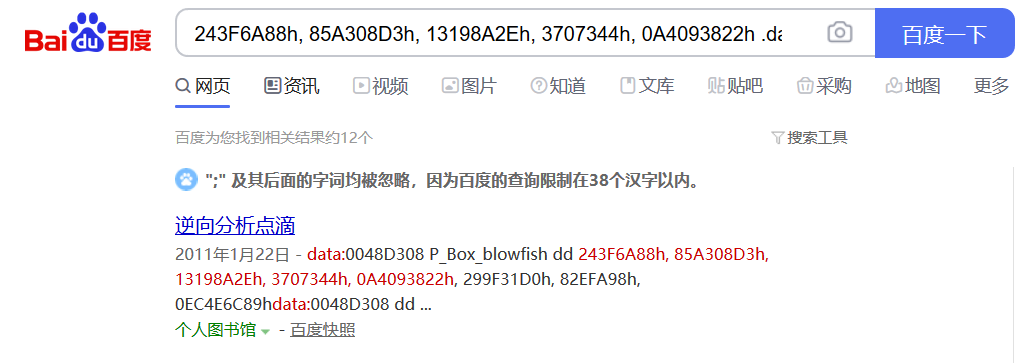 Bai du 百度
243F6A88h, 85A308D3h, 13198A2Eh, 3707344h, 0A4093822h .da
百度一下
网页 资讯 视频 图片 知道 文库 贴吧 采购 地图 更多
百度为您找到相关结果约12个 搜索工具
";" 及其后面的字词均被忽略，因为百度的查询限制在38个汉字以内。
逆向分析点滴
2011年1月22日 - data:0048D308 P_Box_blowfish dd 243F6A88h, 85A308D3h,
13198A2Eh, 3707344h, 0A4093822h, 299F31D0h, 82EFA98h,
0EC4E6C89hdata:0048D308 dd ...
个人图书馆 - 百度快照